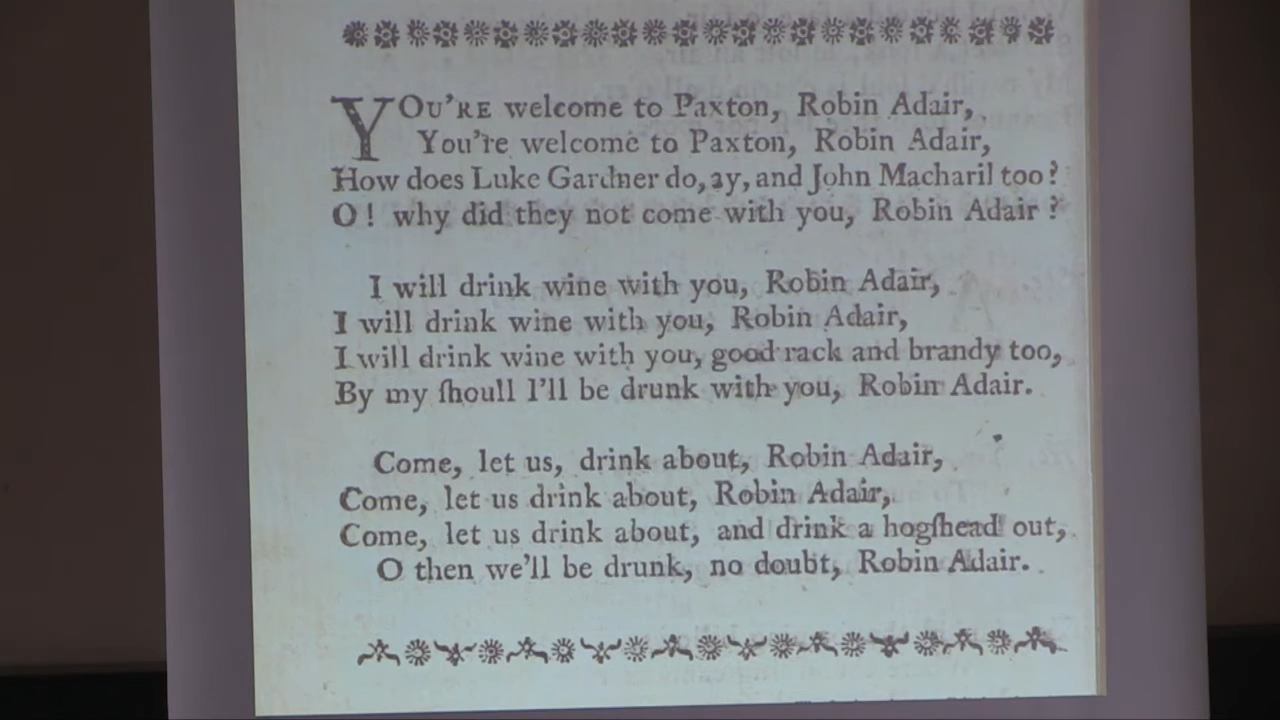 YOU'RE welcome to Paxton, Robin Adair,
You're welcome to Paxton, Robin Adair,
How does Luke Gardner do, ay, and John Macharil too?
O! why did they not come with you, Robin Adair?
I will drink wine with you, Robin Adair,
I will drink wine with you, Robin Adair,
I will drink wine with you, good rack and brandy too,
By my ſhoull I'll be drunk with you, Robin Adair.
Come, let us, drink about, Robin Adair,
Come, let us drink about, Robin Adair,
Come, let us drink about, and drink a hogſhead out,
O then we'll be drunk, no doubt, Robin Adair.